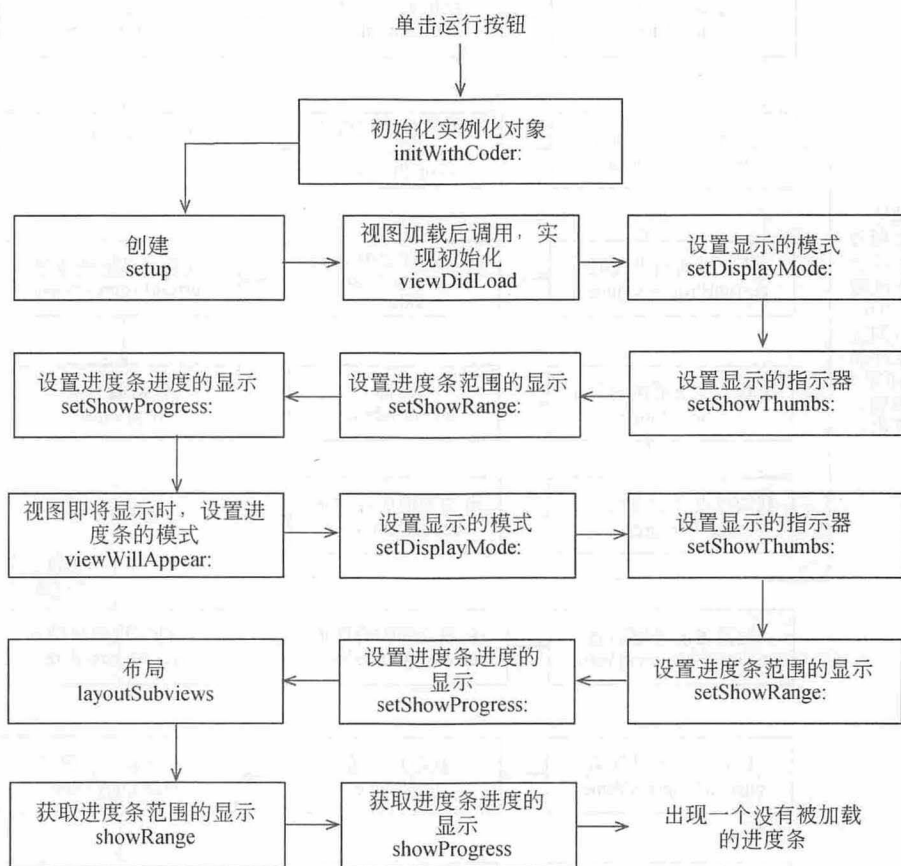 单击运行按钮
初始化实例化对象
initWithCoder:
创建
setup
视图加载后调用，实
现初始化
viewDidLoad
设置显示的模式
setDisplayMode:
设置显示的指示器
setShowThumbs:
设置进度条范围的显示
setShowRange:
设置进度条进度的显示
setShowProgress:
视图即将显示时，设置进
度条的模式
viewWillAppear:
设置显示的模式
setDisplayMode:
设置显示的指示器
setShowThumbs:
设置进度条范围的显示
setShowRange:
设置进度条进度的
显示
setShowProgress:
布局
layoutSubviews
获取进度条范围的显示
showRange
获取进度条进度的
显示
showProgress
出现一个没有被加载
的进度条